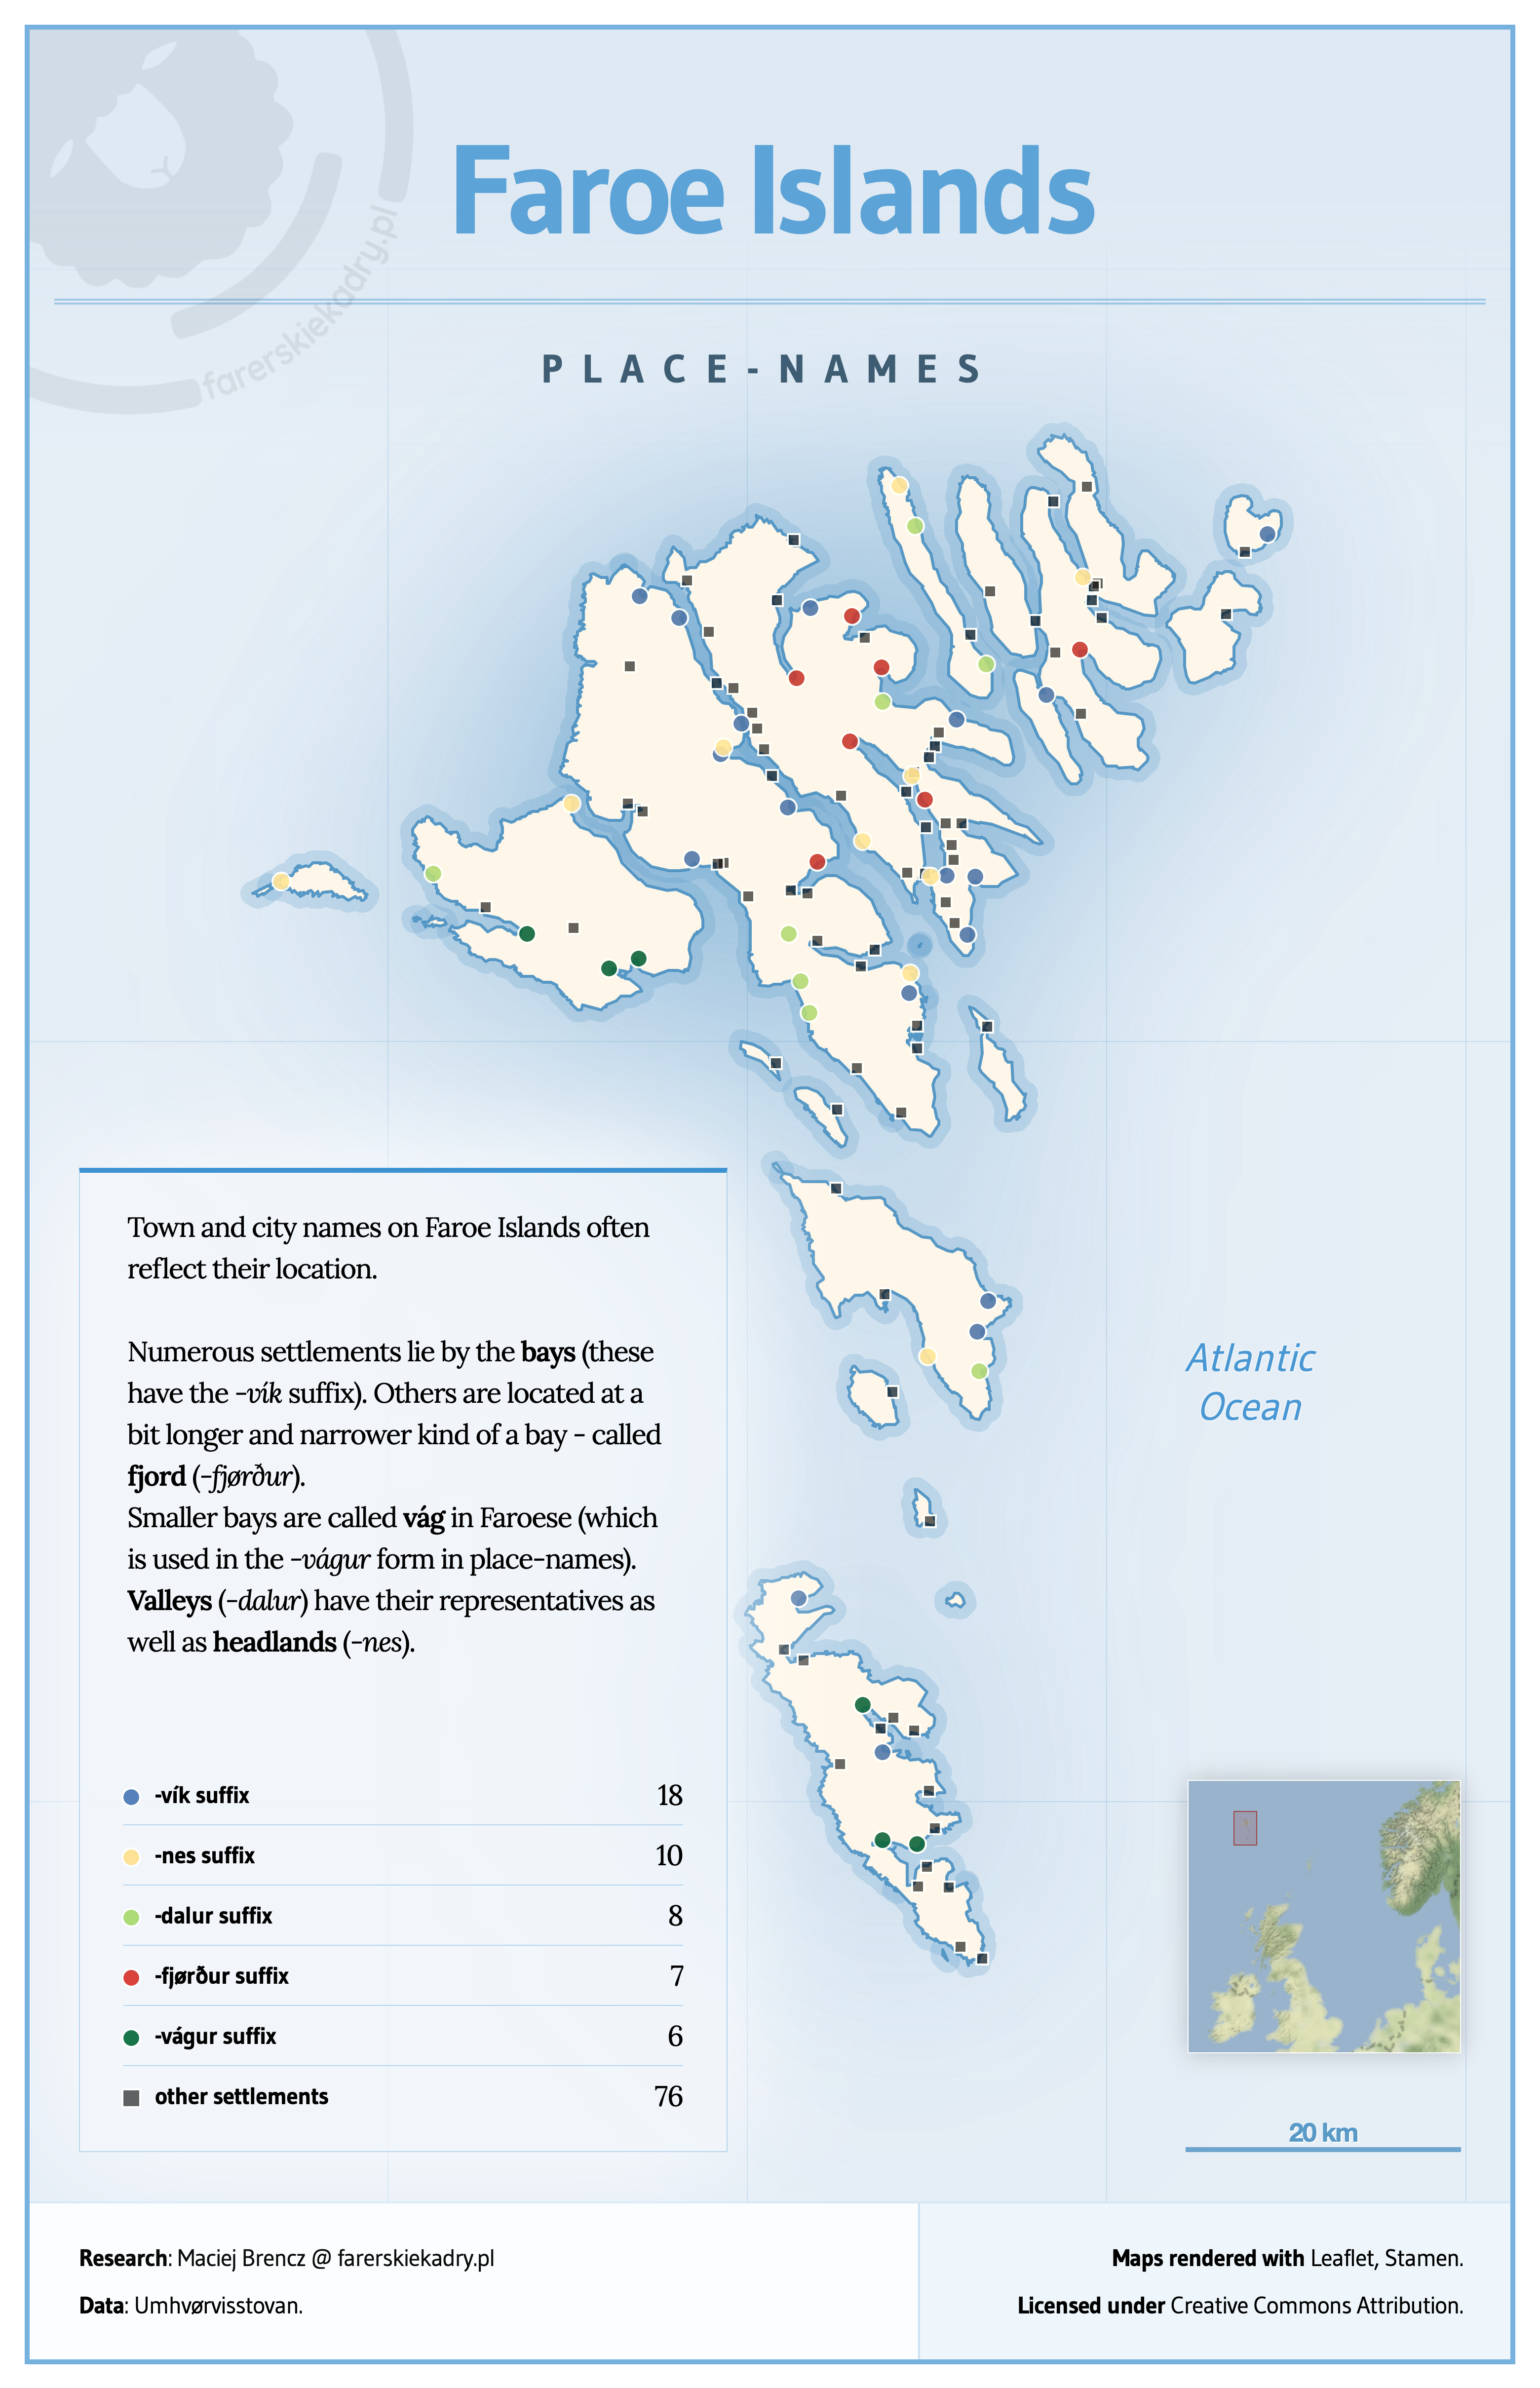 farerskiekadry.pl
Faroe Islands
PLACE-NAMES
Town and city names on Faroe Islands often
reflect their location.
Numerous settlements lie by the bays (these
have the -vík suffix). Others are located at a
bit longer and narrower kind of a bay - called
fjord (-fjørður).
Smaller bays are called vág in Faroese (which
is used in the -vágur form in place-names).
Valleys (-dalur) have their representatives as
well as headlands (-nes).
-vík suffix 18
-nes suffix 10
-dalur suffix 8
-fjørður suffix 7
-vágur suffix 6
other settlements 76
Atlantic
Ocean
20 km
Research: Maciej Brencz @ farerskiekadry.pl
Data: Umhvørvisstovan.
Maps rendered with Leaflet, Stamen.
Licensed under Creative Commons Attribution.